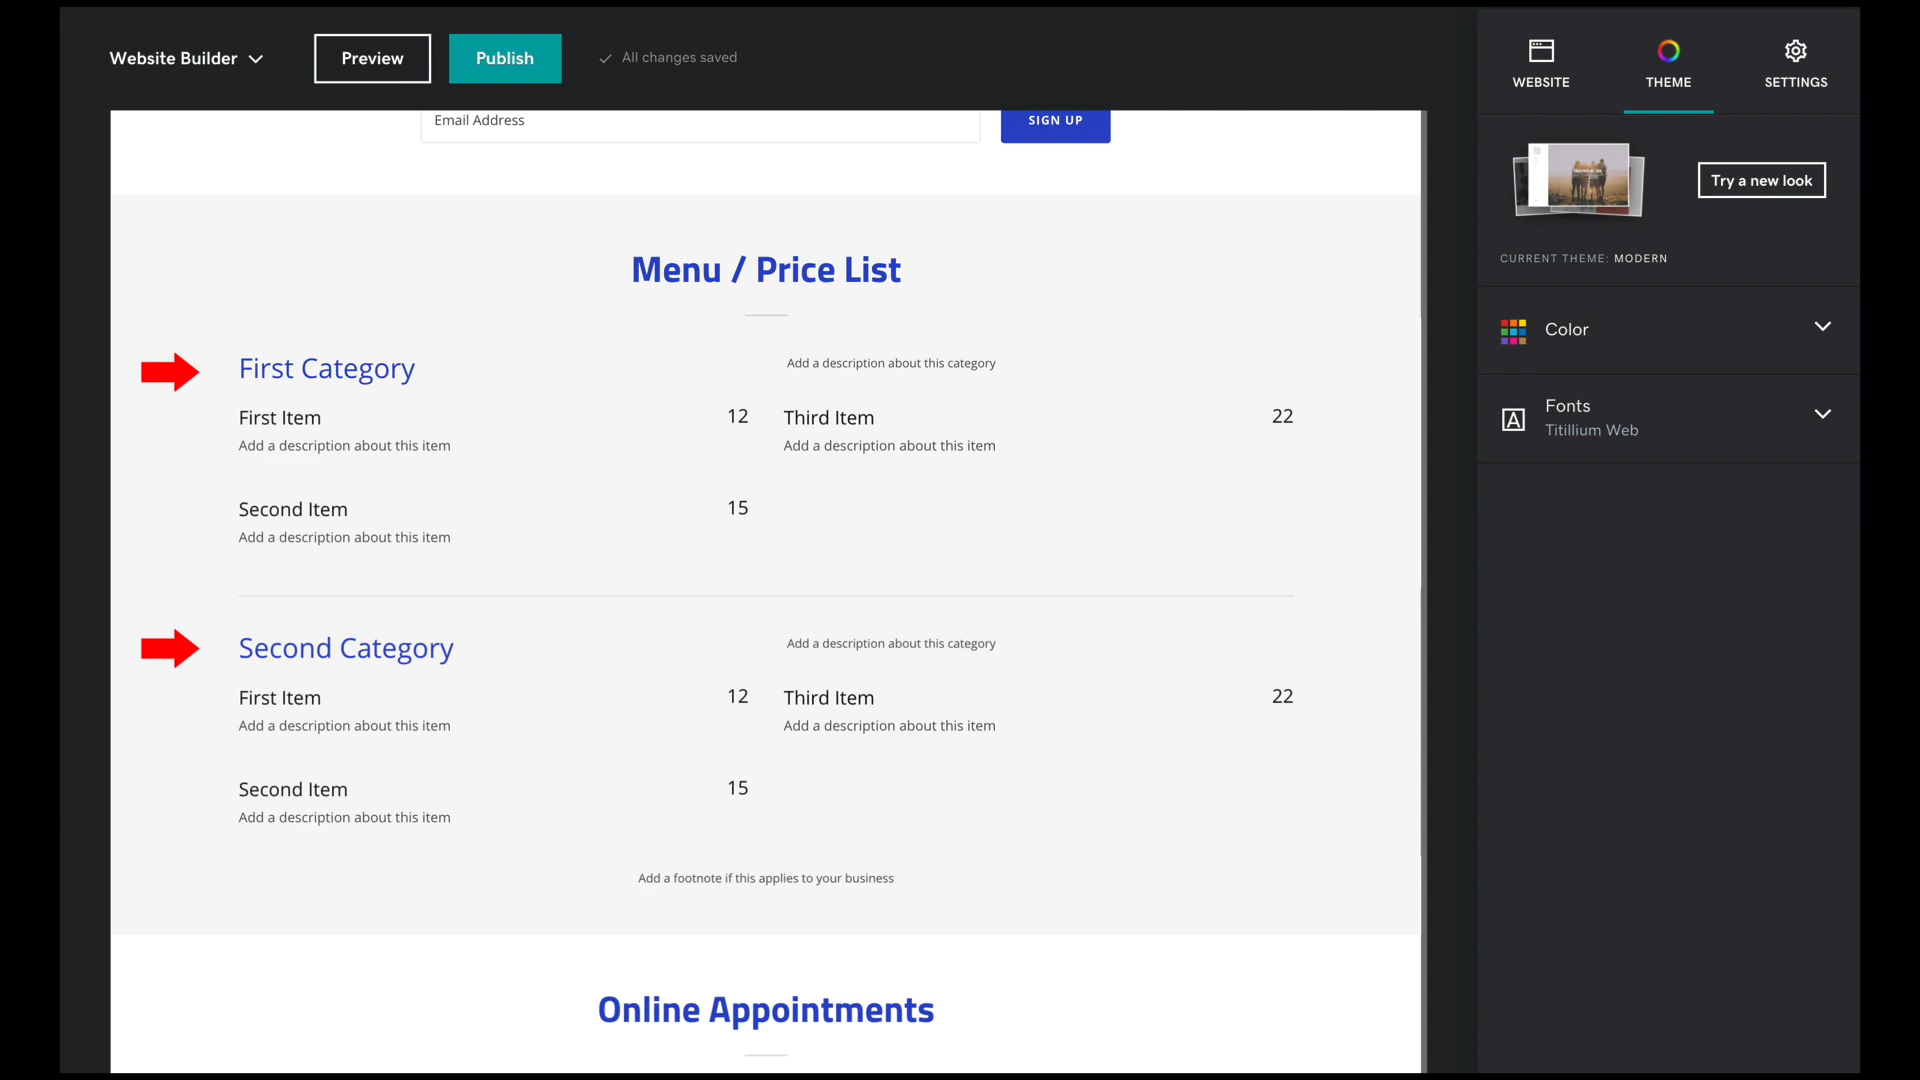 Website Builder
Preview
Publish
All changes saved
WEBSITE
THEME
SETTINGS
Email Address
SIGN UP
Try a new look
CURRENT THEME: MODERN
Color
Fonts
Titillium Web
Menu / Price List
First Category
Add a description about this category
First Item 12
Add a description about this item
Third Item 22
Add a description about this item
Second Item 15
Add a description about this item
Second Category
Add a description about this category
First Item 12
Add a description about this item
Third Item 22
Add a description about this item
Second Item 15
Add a description about this item
Add a footnote if this applies to your business
Online Appointments